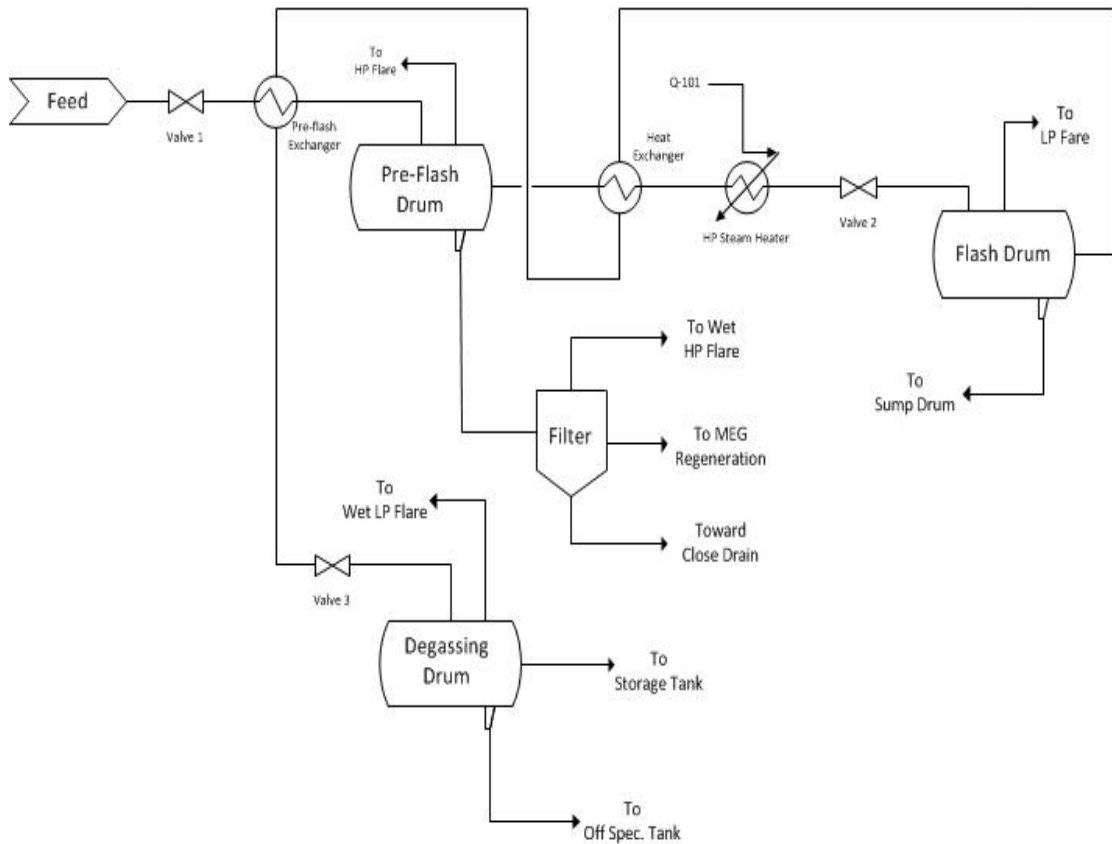 To
HP Flare
Feed
Valve 1
Pre-flash
Exchanger
Pre-Flash
Drum
Heat
Exchanger
Q-101
HP Steam Heater
Valve 2
To
LP Fare
Flash Drum
To
Sump Drum
To Wet
HP Flare
Filter
To MEG
Regeneration
Toward
Close Drain
To
Wet LP Flare
Valve 3
Degassing
Drum
To
Storage Tank
To
Off Spec. Tank